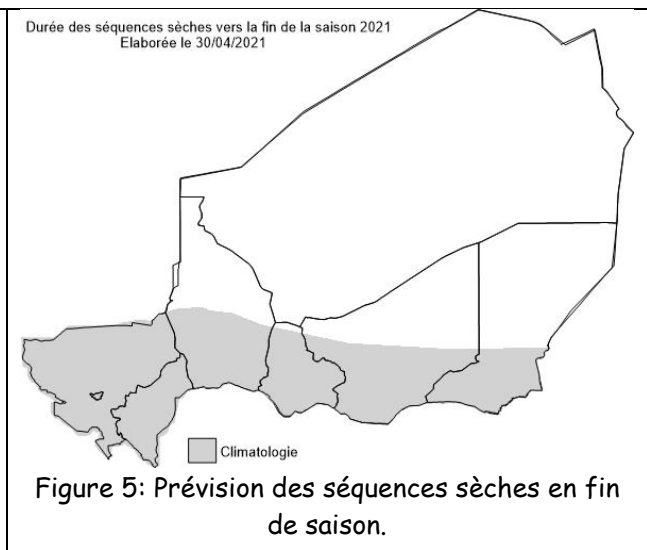 Durée des séquences sèches vers la fin de la saison 2021
Elaborée le 30/04/2021
Climatologie
Figure 5: Prévision des séquences sèches en fin
de saison.